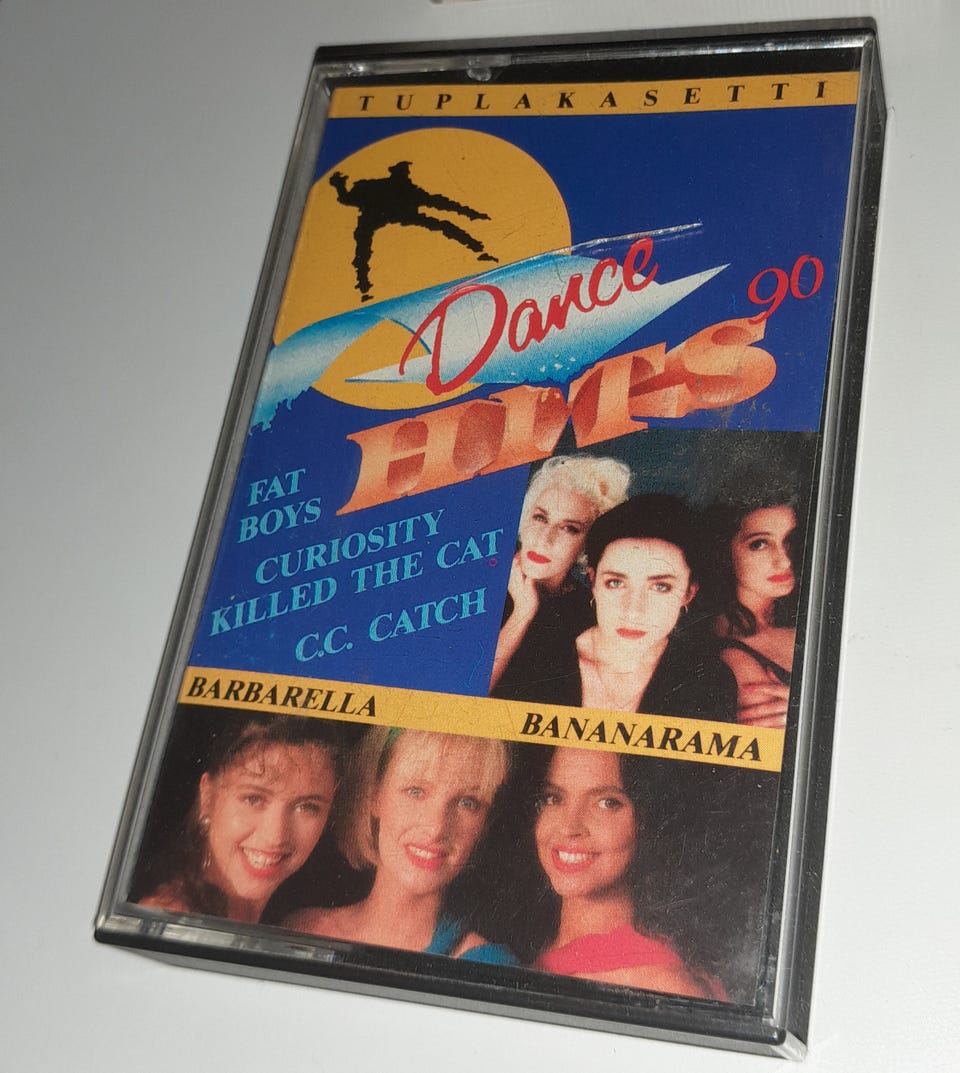 TUPLAKASETTI
Dance
90
HITS
FAT
BOYS
CURIOSITY
KILLED THE CAT
C.C. CATCH
BARBARELLA
BANANARAMA